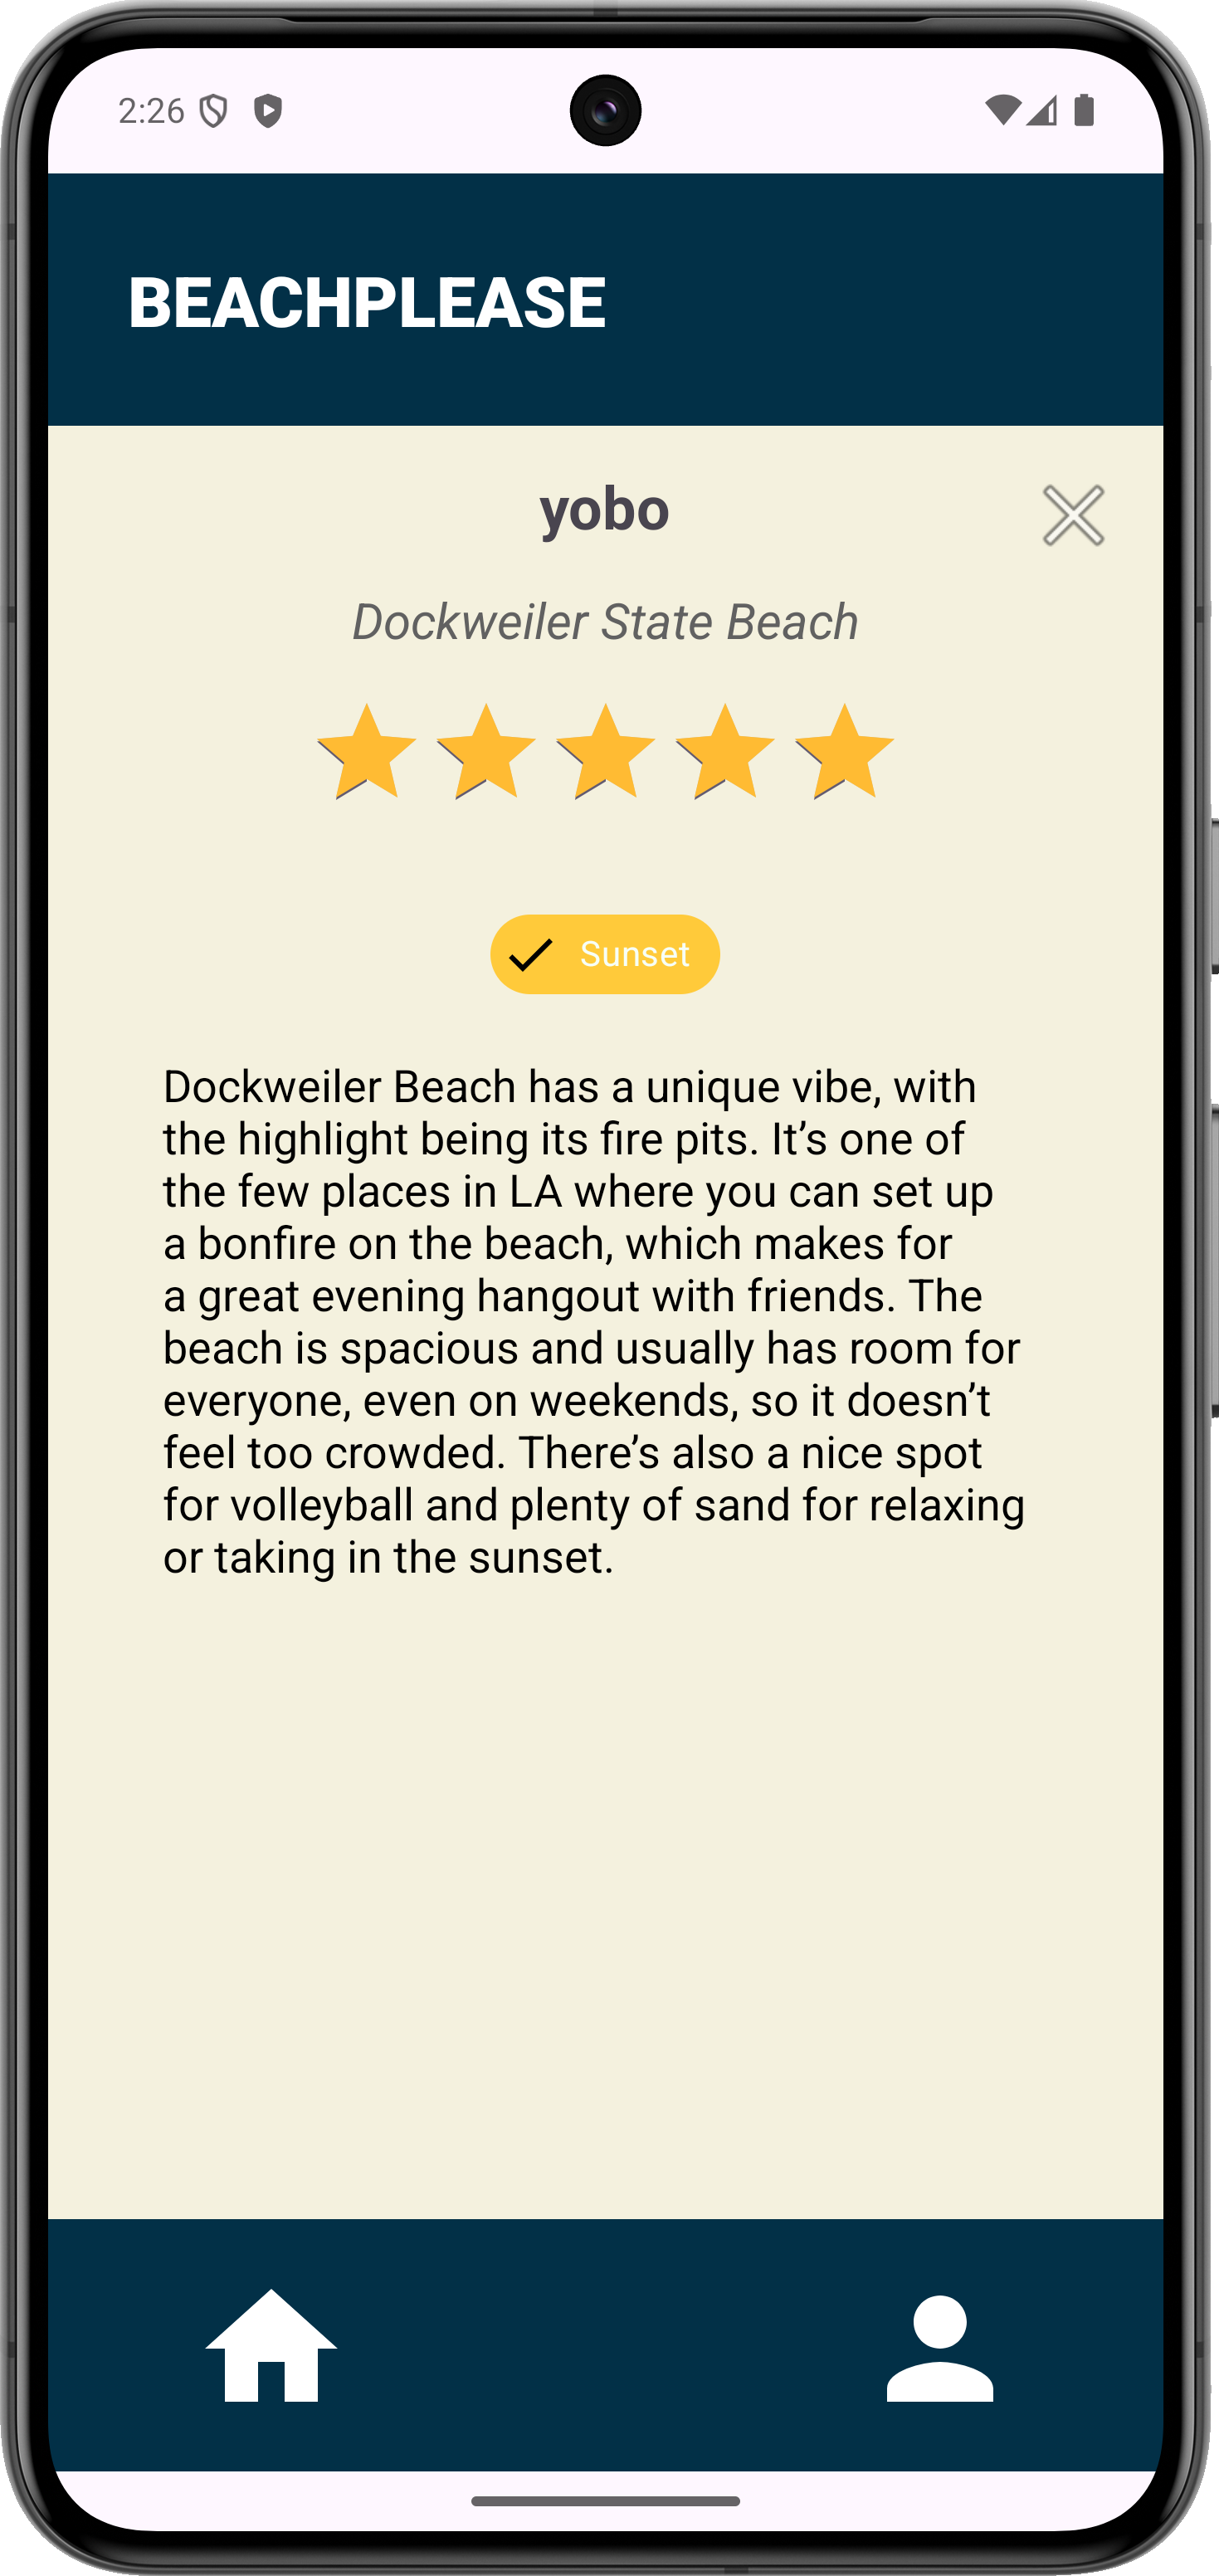 2:26
BEACHPLEASE
yobo
Dockweiler State Beach
Sunset
Dockweiler Beach has a unique vibe, with
the highlight being its fire pits. It’s one of
the few places in LA where you can set up
a bonfire on the beach, which makes for
a great evening hangout with friends. The
beach is spacious and usually has room for
everyone, even on weekends, so it doesn’t
feel too crowded. There’s also a nice spot
for volleyball and plenty of sand for relaxing
or taking in the sunset.